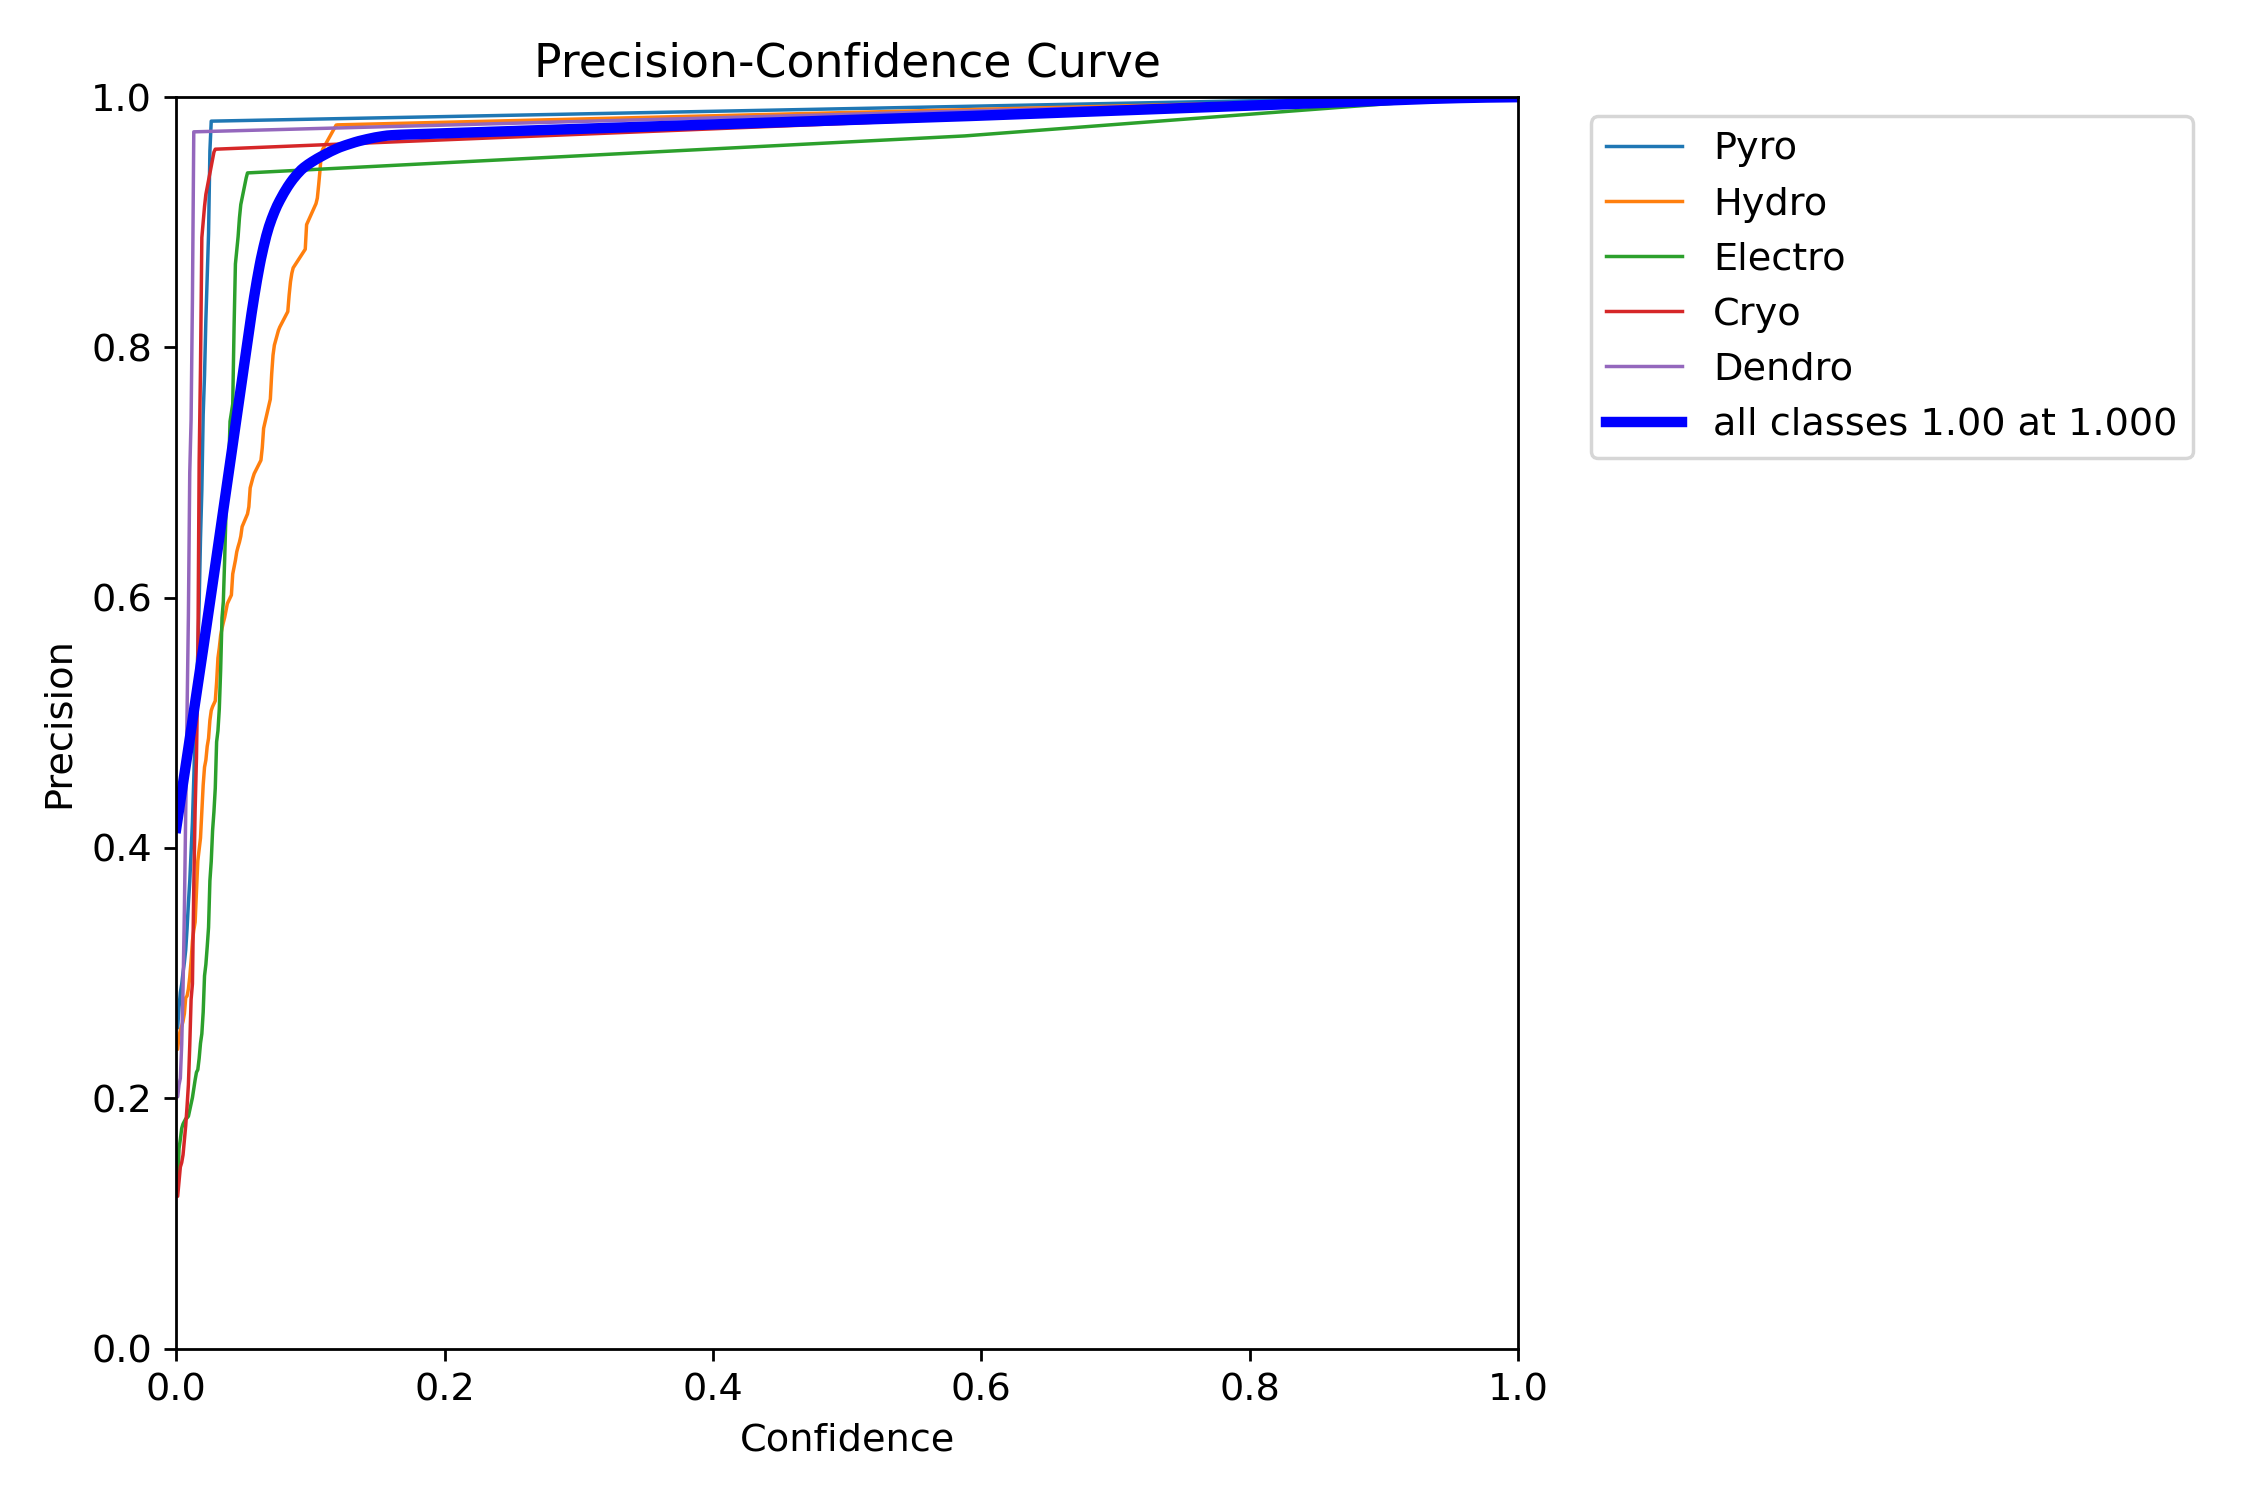 Precision-Confidence Curve
1.0
0.8
0.6
0.4
0.2
0.0
Precision
0.0 0.2 0.4 0.6 0.8 1.0
Confidence
Pyro
Hydro
Electro
Cryo
Dendro
all classes 1.00 at 1.000